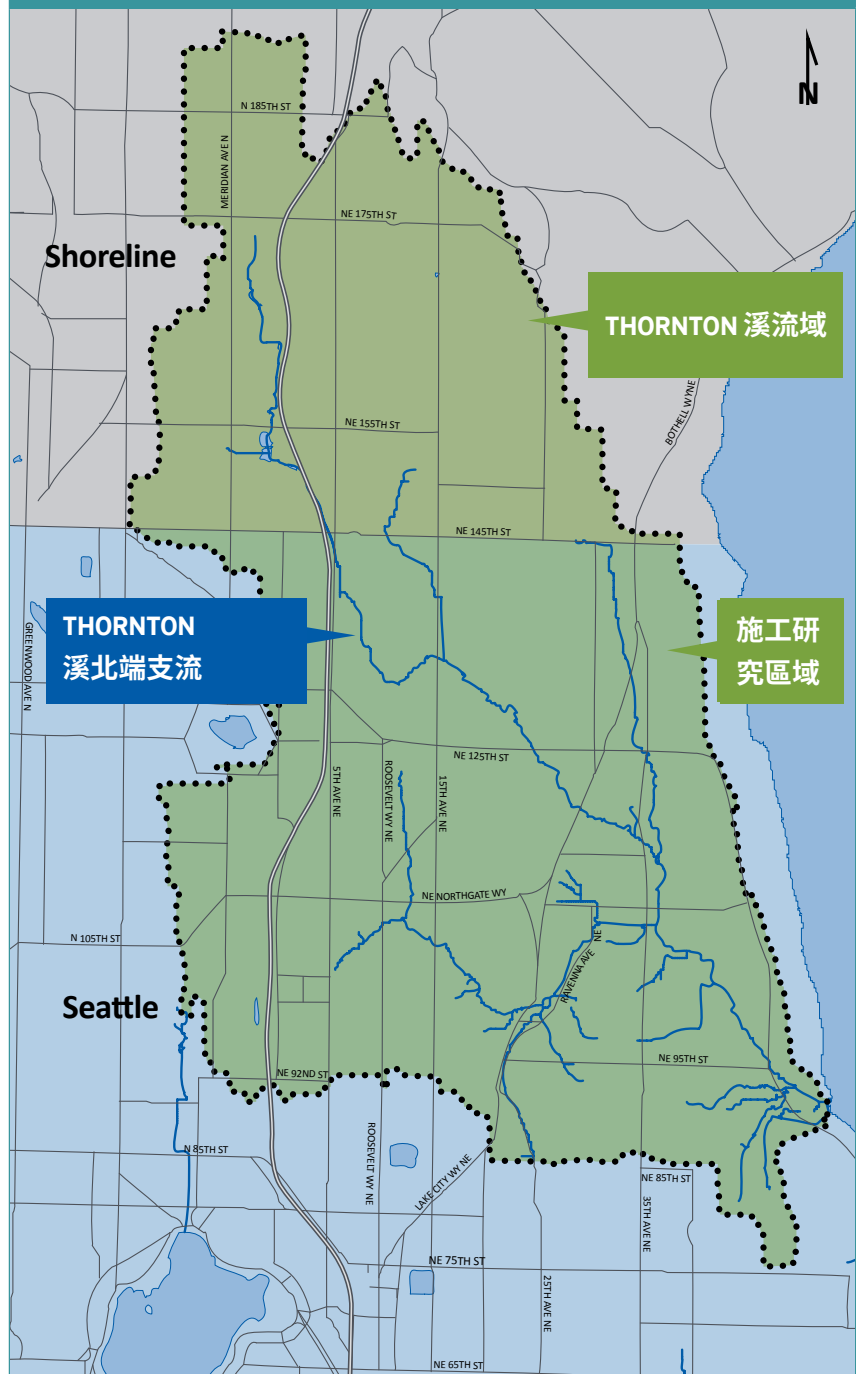 N
N 185TH ST
MERIDIAN AVE N
NE 175TH ST
Shoreline
THORNTON 溪流域
BOTHELL WYNE
NE 155TH ST
NE 145TH ST
THORNTON
溪北端支流
施工研
究區域
GREENWOOD AVE N
NE 125TH ST
5TH AVE NE
ROOSEVELT WY NE
15TH AVE NE
NE NORTHGATE WY
N 105TH ST
RAVENNA AVE
NE
Seattle
NE 95TH ST
NE 92ND ST
ROOSEVELT WY NE
N 85TH ST
LAKE CITY WY NE
NE 85TH ST
35TH AVE NE
NE 75TH ST
25TH AVE NE
NE 65TH ST